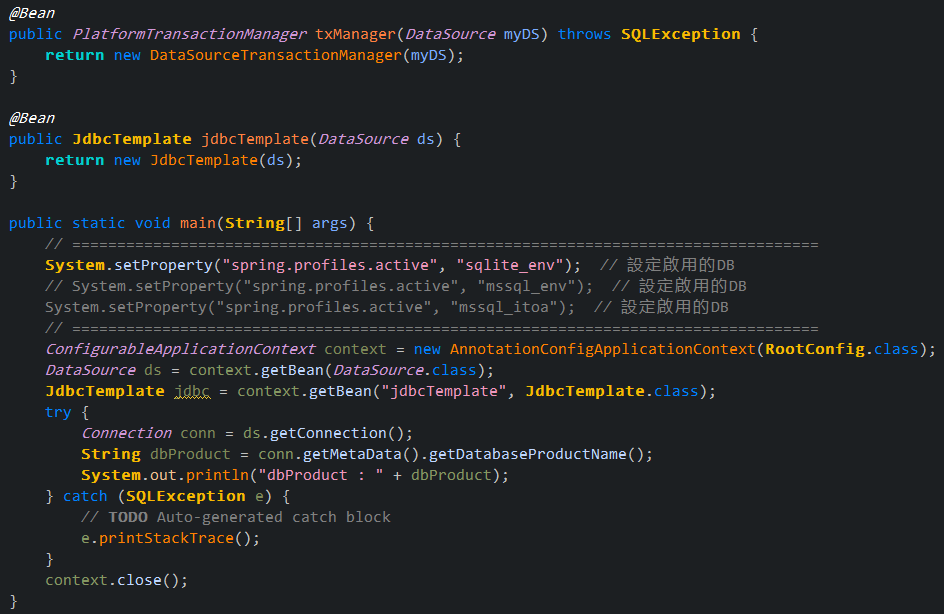 @Bean
public PlatformTransactionManager txManager(DataSource myDS) throws SQLException {
    return new DataSourceTransactionManager(myDS);
}

@Bean
public JdbcTemplate jdbcTemplate(DataSource ds) {
    return new JdbcTemplate(ds);
}

public static void main(String[] args) {
    // ===================================================================================
    System.setProperty("spring.profiles.active", "sqlite_env");  // 設定啟用的DB
    // System.setProperty("spring.profiles.active", "mssql_env");  // 設定啟用的DB
    System.setProperty("spring.profiles.active", "mssql_itoa");  // 設定啟用的DB
    // ===================================================================================
    ConfigurableApplicationContext context = new AnnotationConfigApplicationContext(RootConfig.class);
    DataSource ds = context.getBean(DataSource.class);
    JdbcTemplate jdbc = context.getBean("jdbcTemplate", JdbcTemplate.class);
    try {
        Connection conn = ds.getConnection();
        String dbProduct = conn.getMetaData().getDatabaseProductName();
        System.out.println("dbProduct : " + dbProduct);
    } catch (SQLException e) {
        // TODO Auto-generated catch block
        e.printStackTrace();
    }
    context.close();
}